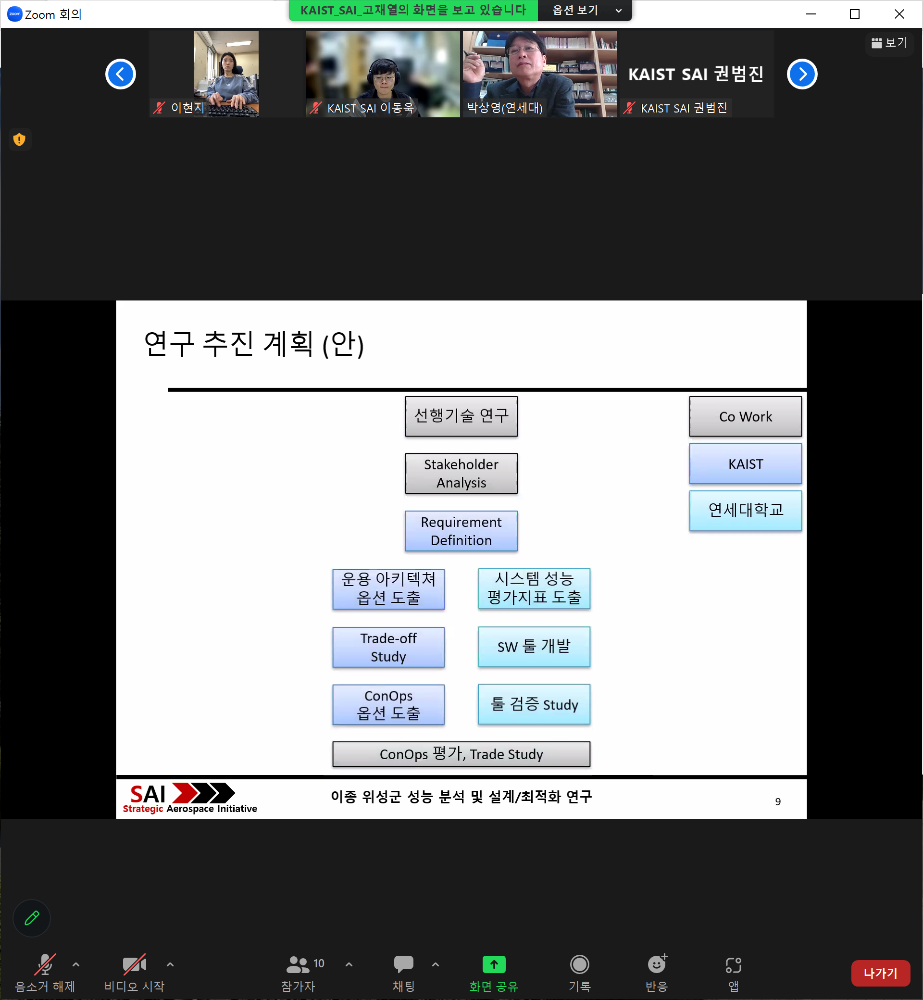 zoom
Zoom 회의
KAIST_SAI_고재열의 화면을 보고 있습니다
옵션 보기
보기
이현지
KAIST SAI 이동욱
박상영(연세대)
KAIST SAI 권범진
KAIST SAI 권범진
연구 추진 계획 (안)
선행기술 연구
Stakeholder
Analysis
Requirement
Definition
운용 아키텍쳐
옵션 도출
시스템 성능
평가지표 도출
Trade-off
Study
SW 툴 개발
ConOps
옵션 도출
툴 검증 Study
ConOps 평가, Trade Study
Co Work
KAIST
연세대학교
SAI
Strategic Aerospace Initiative
이종 위성군 성능 분석 및 설계/최적화 연구
9
음소거 해제
비디오 시작
10
참가자
채팅
화면 공유
기록
반응
앱
나가기